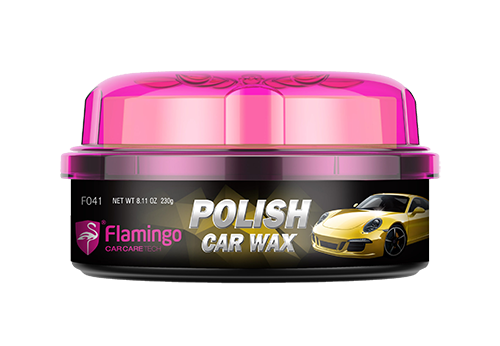 F041 NET WT 8.11 OZ. 230g
POLISH
CAR WAX
® Flamingo
CAR CARE TECH